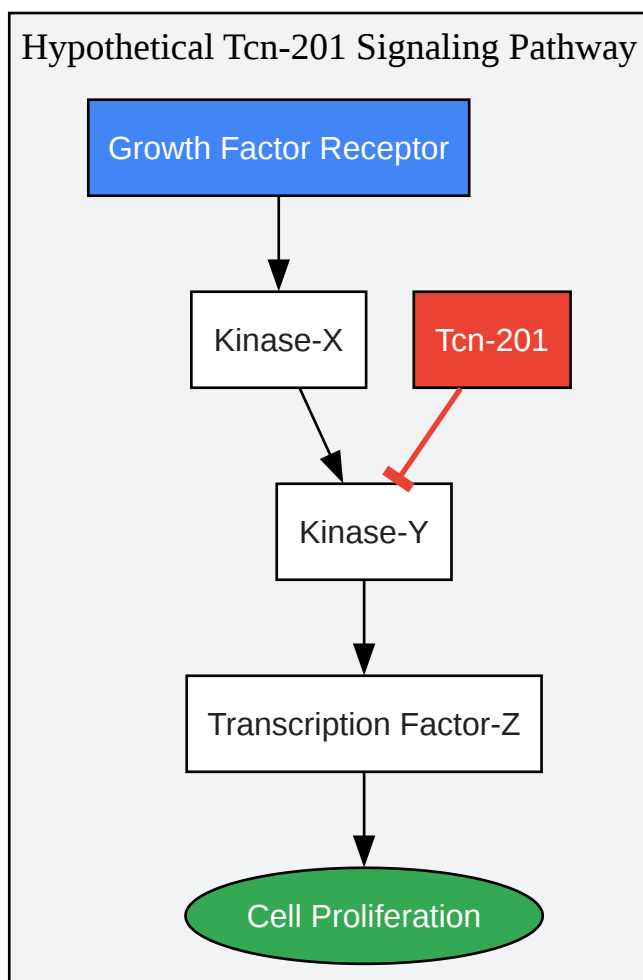 Hypothetical Tcn-201 Signaling Pathway
Growth Factor Receptor
Kinase-X
Tcn-201
Kinase-Y
Transcription Factor-Z
Cell Proliferation